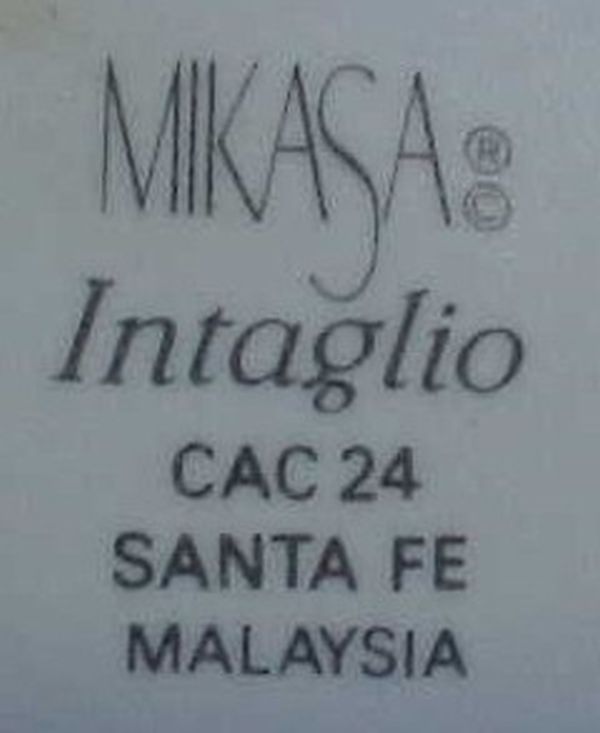 MIKASA ® ©
Intaglio
CAC 24
SANTA FE
MALAYSIA